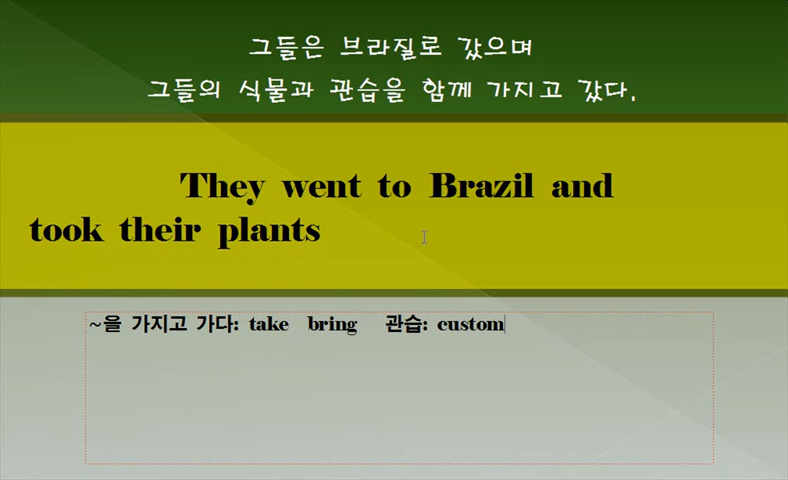 그들은 브라질로 갔으며
그들의 식물과 관습을 함께 가지고 갔다.
They went to Brazil and
took their plants
~을 가지고 가다: take bring 관습: custom